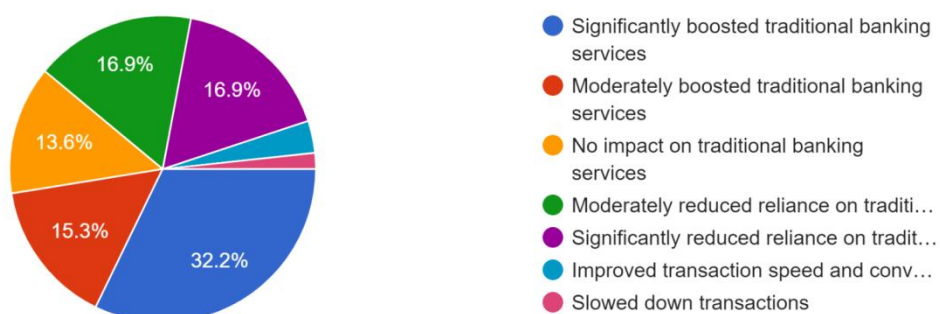 16.9%
16.9%
13.6%
15.3%
32.2%
Significantly boosted traditional banking
services
Moderately boosted traditional banking
services
No impact on traditional banking
services
Moderately reduced reliance on traditi…
Significantly reduced reliance on tradit…
Improved transaction speed and conv…
Slowed down transactions